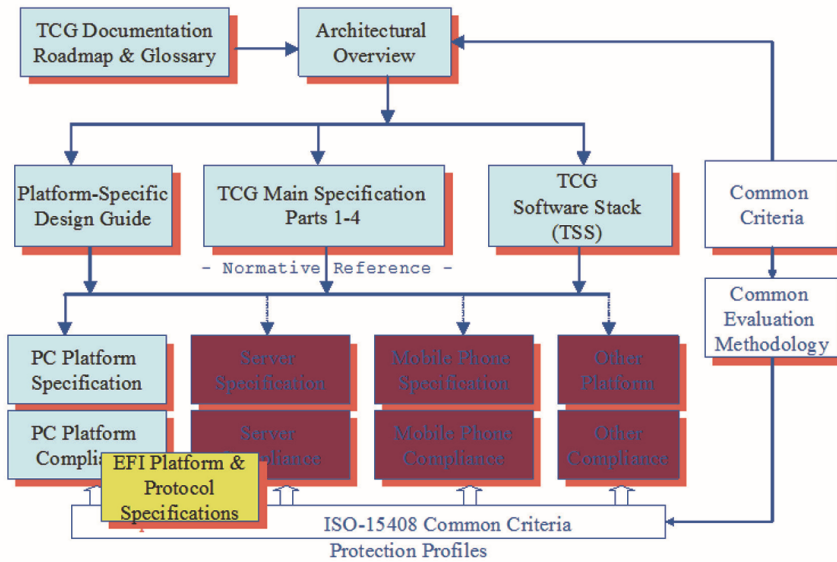 TCG Documentation
Roadmap & Glossary
Architectural
Overview
Platform-Specific
Design Guide
TCG Main Specification
Parts 1-4
TCG
Software Stack
(TSS)
Common
Criteria
- Normative Reference -
Common
Evaluation
Methodology
PC Platform
Specification
Server
Specification
Mobile Phone
Specification
Other
Platform
PC Platform
Server
Compliance
Mobile Phone
Compliance
Other
Compliance
EFI Platform &
Protocol
Specifications
ISO-15408 Common Criteria
Protection Profiles